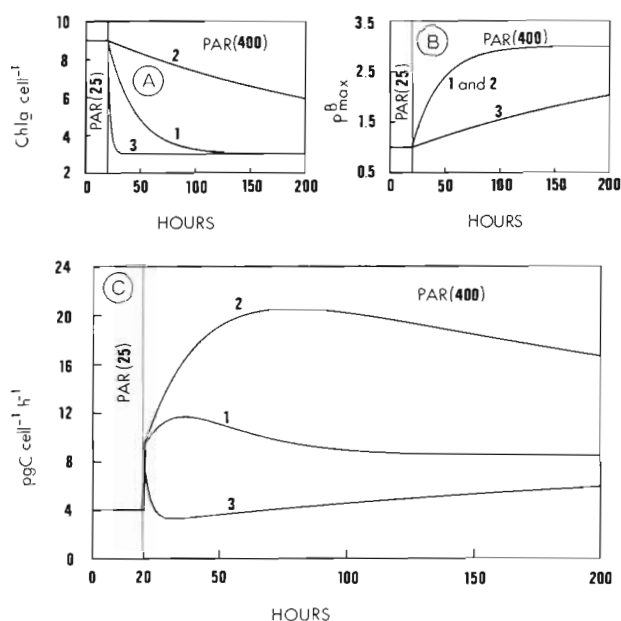 10
8
6
4
2
Chla cell⁻¹
PAR(25)
PAR(400)
A
2
1
3
0 50 100 150 200
HOURS
3.5
2.5
1.5
0.5
PᴮMax
PAR(25)
B
PAR(400)
1 and 2
3
0 50 100 150 200
HOURS
24
20
16
12
8
4
0
pgC cell⁻¹ h⁻¹
C
PAR(25)
PAR(400)
2
1
3
0 20 100 150 200
HOURS